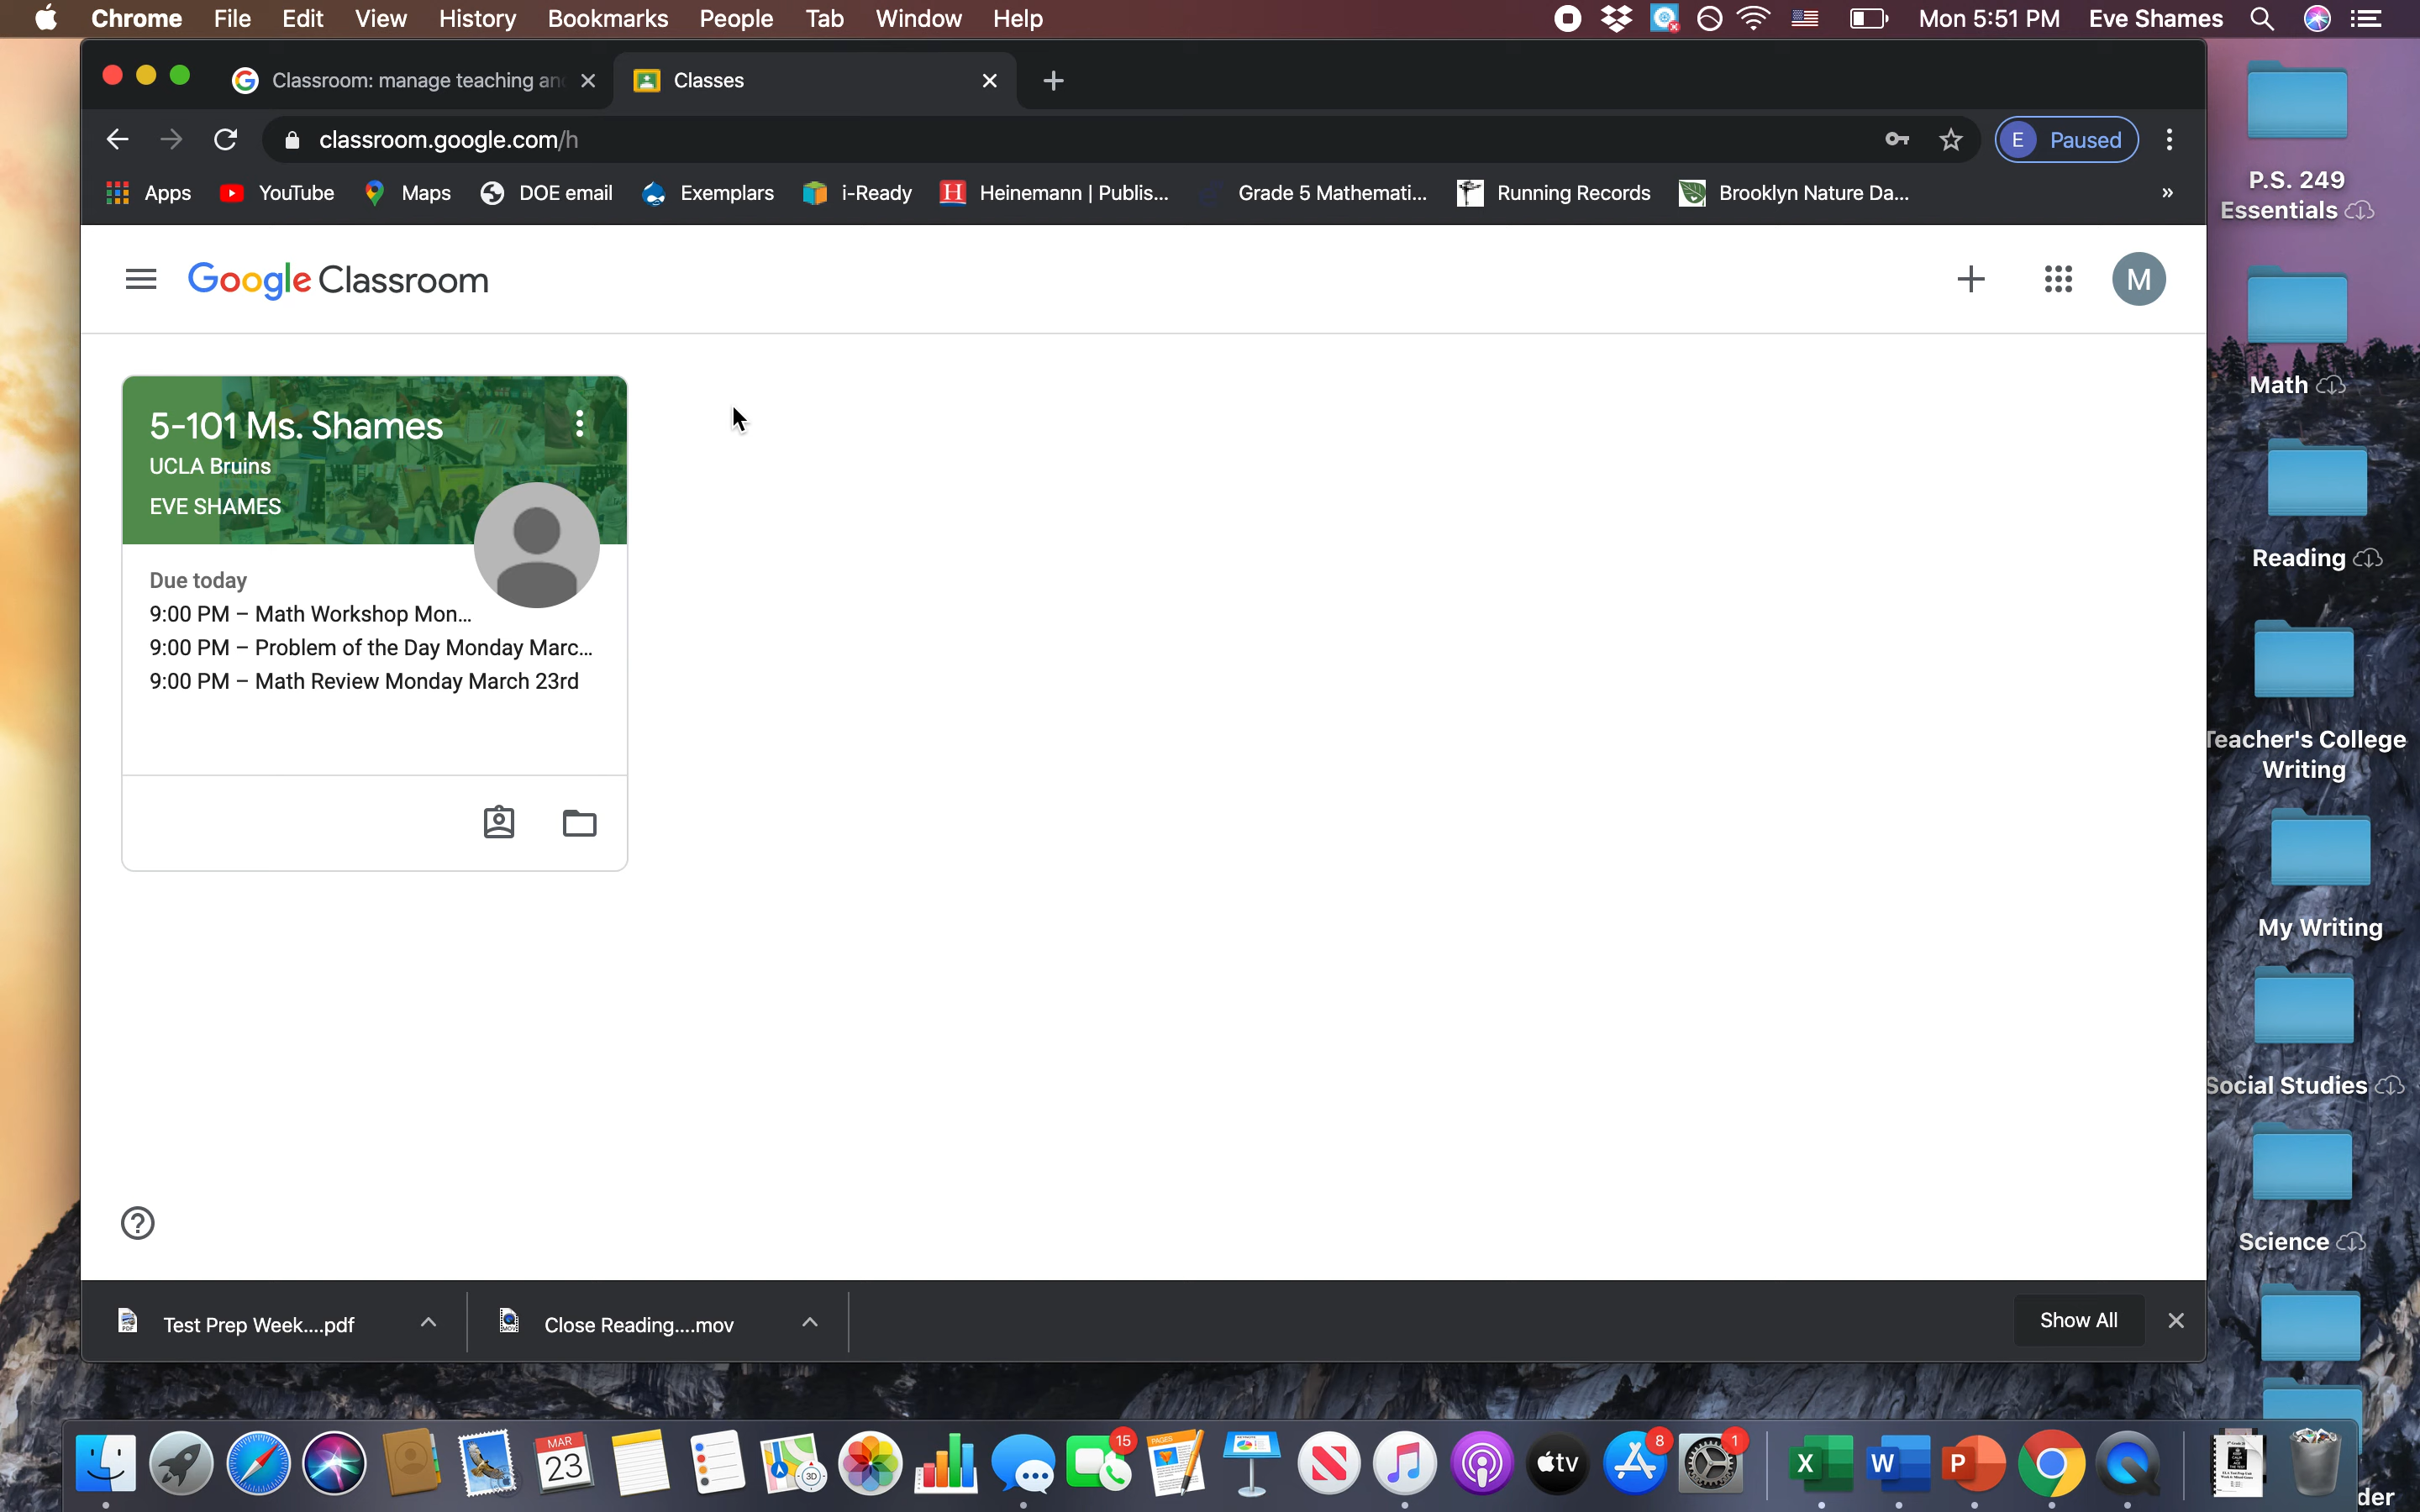 Chrome File Edit View History Bookmarks People Tab Window Help Mon 5:51 PM Eve Shames
Classroom: manage teaching an Classes
classroom.google.com/h E Paused
Apps YouTube Maps DOE email Exemplars i-Ready Heinemann | Publis... Grade 5 Mathemati... Running Records Brooklyn Nature Da... »
Google Classroom M
5-101 Ms. Shames
UCLA Bruins
EVE SHAMES
Due today
9:00 PM – Math Workshop Mon...
9:00 PM – Problem of the Day Monday Marc...
9:00 PM – Math Review Monday March 23rd
Test Prep Week....pdf Close Reading....mov Show All
P.S. 249
Essentials
Math
Reading
Teacher's College
Writing
My Writing
Social Studies
Science
der
MAR
23
3D
15
PAGES
tv
8
1
X
W
P